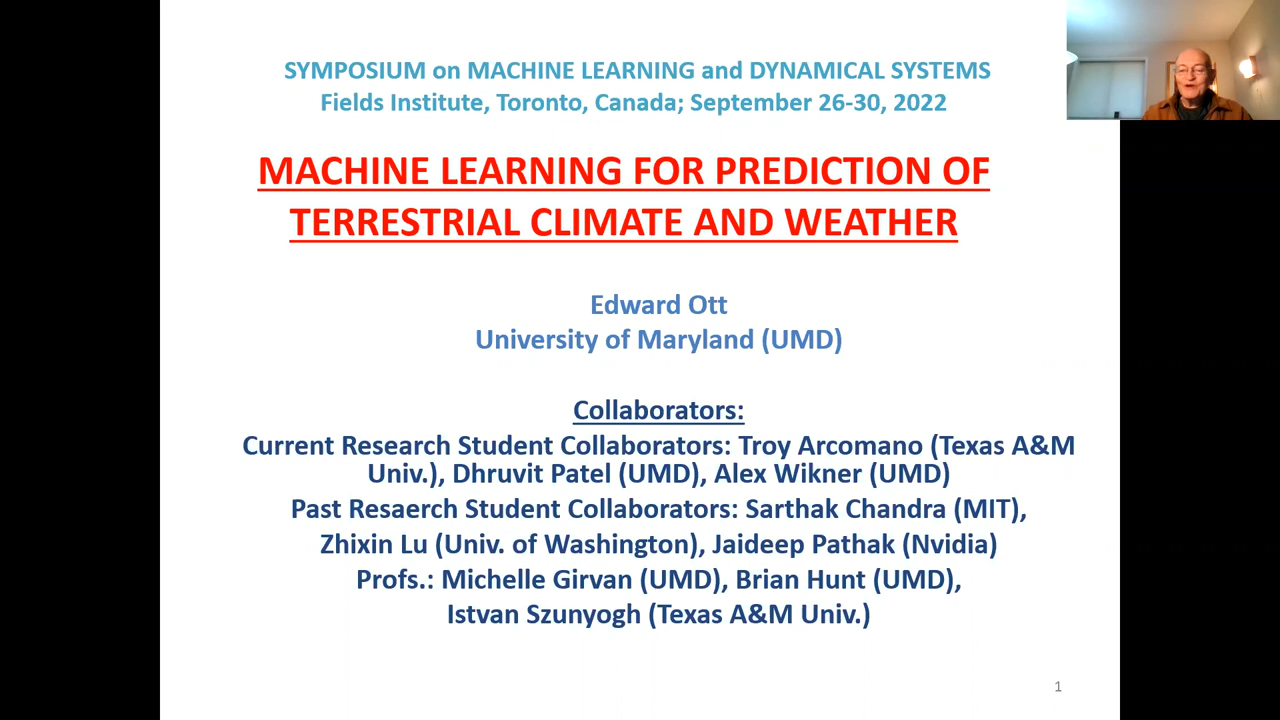 SYMPOSIUM on MACHINE LEARNING and DYNAMICAL SYSTEMS
Fields Institute, Toronto, Canada; September 26-30, 2022
MACHINE LEARNING FOR PREDICTION OF
TERRESTRIAL CLIMATE AND WEATHER
Edward Ott
University of Maryland (UMD)
Collaborators:
Current Research Student Collaborators: Troy Arcomano (Texas A&M
Univ.), Dhruvit Patel (UMD), Alex Wikner (UMD)
Past Resaerch Student Collaborators: Sarthak Chandra (MIT),
Zhixin Lu (Univ. of Washington), Jaideep Pathak (Nvidia)
Profs.: Michelle Girvan (UMD), Brian Hunt (UMD),
Istvan Szunyogh (Texas A&M Univ.)
1